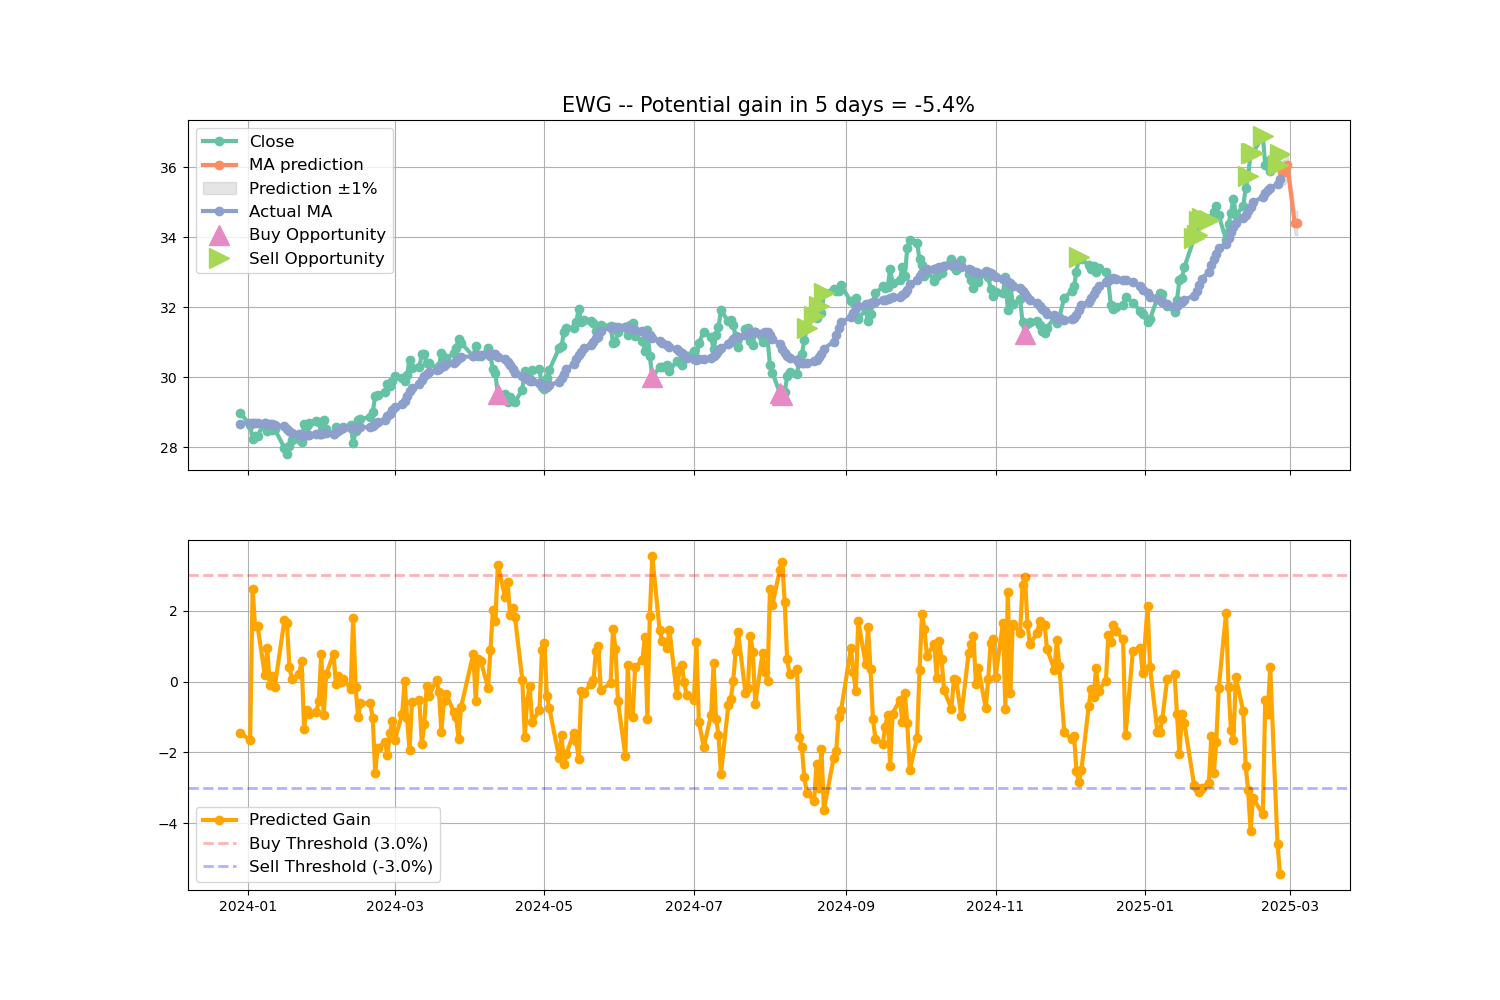 EWG -- Potential gain in 5 days = -5.4%
Close
MA prediction
Prediction ±1%
Actual MA
Buy Opportunity
Sell Opportunity
36
34
32
30
28
2
0
−2
−4
Predicted Gain
Buy Threshold (3.0%)
Sell Threshold (-3.0%)
2024-01 2024-03 2024-05 2024-07 2024-09 2024-11 2025-01 2025-03